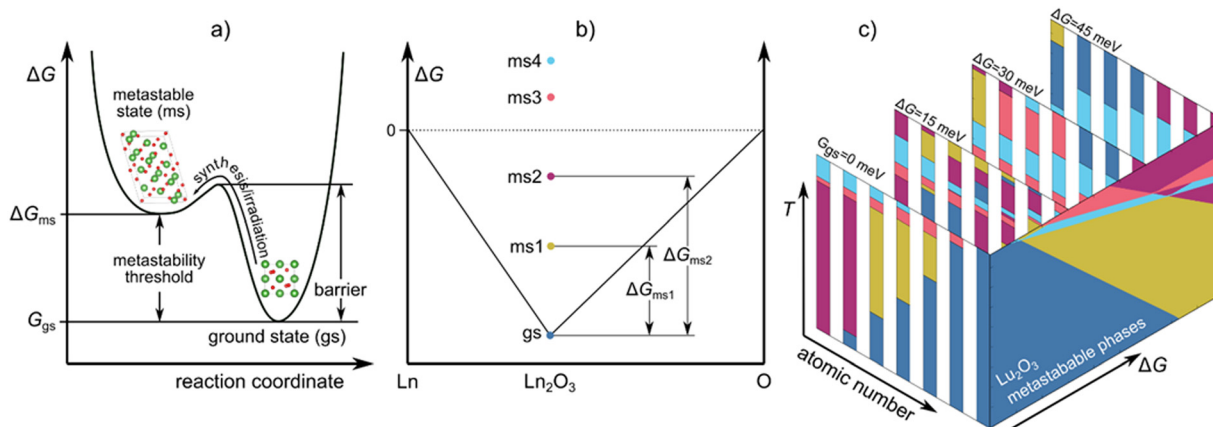 a)
ΔG
metastable
state (ms)
synthesis/irradiation
ΔGms
metastability
threshold
barrier
Ggs
ground state (gs)
reaction coordinate
b)
ΔG
ms4
ms3
0
ms2
ms1
ΔGms2
ΔGms1
gs
Ln
Ln2O3
O
c)
ΔG=45 meV
ΔG=30 meV
ΔG=15 meV
Ggs=0 meV
T
atomic number
Lu2O3
metastabable phases
ΔG